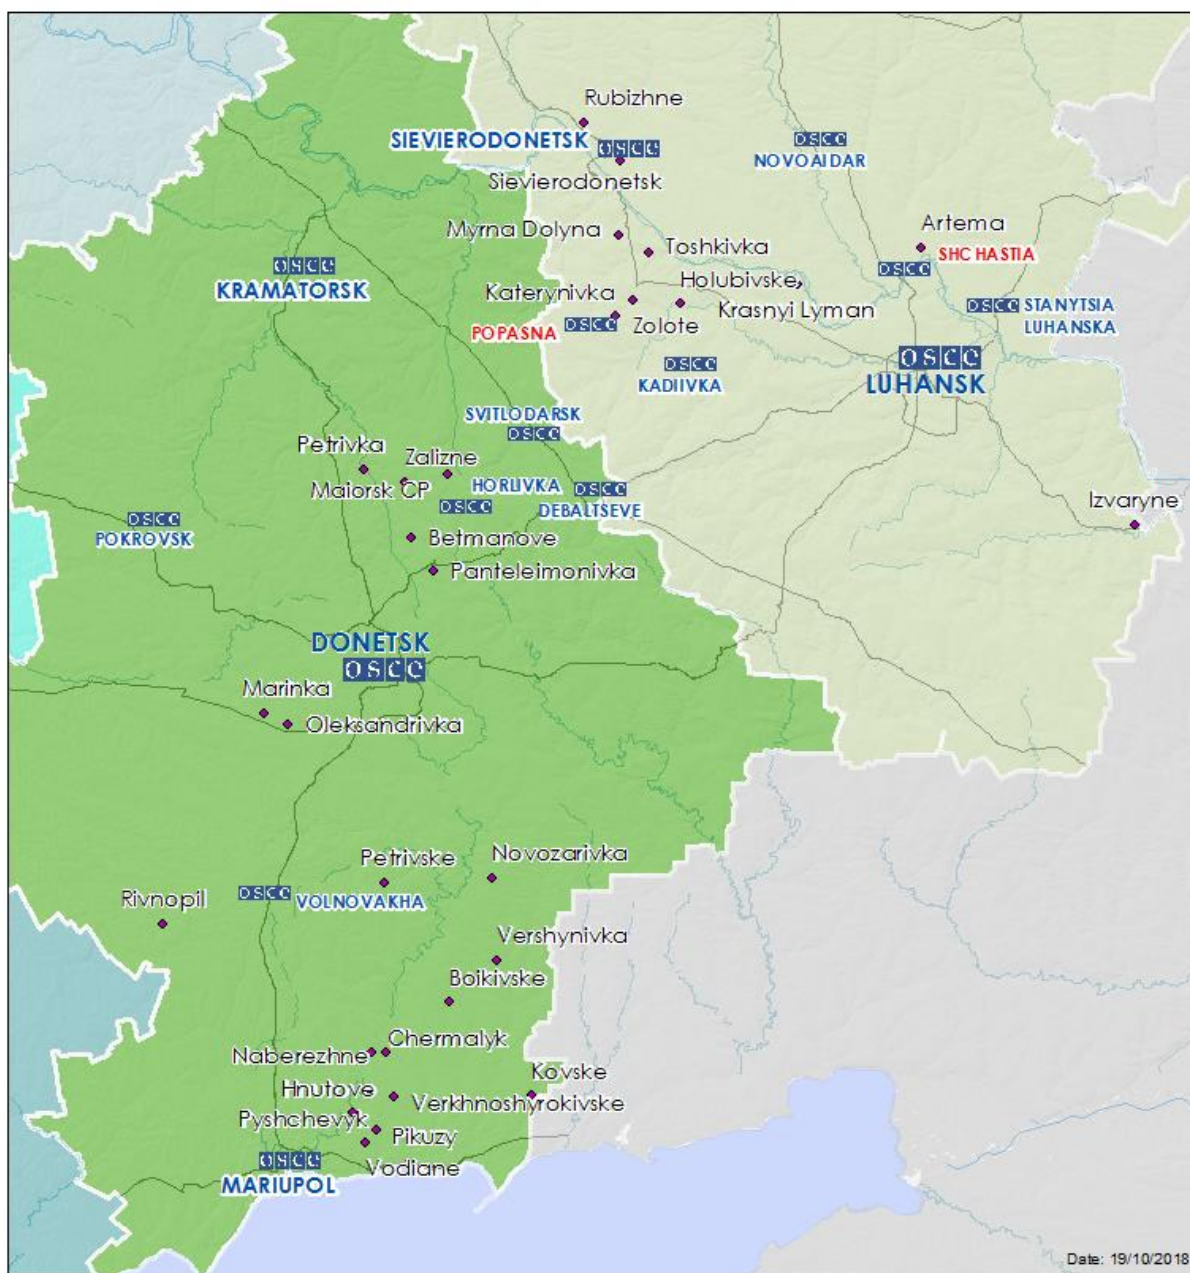 Rubizhne
SIEVIERODONETSK
OSCE
OSCE
NOVOAIDAR
Sievierodonetsk
Artema
Myrna Dolyna
Toshkivka
SHCHASTIA
OSCE
KRAMATORSK
OSCE
Holubivske
Katerynivka
Krasnyi Lyman
OSCE
STANYTSIA
LUHANSKA
OSCE
Zolote
POPASNA
OSCE
LUHANSK
OSCE
KADIIVKA
SVITLODARSK
OSCE
Petrivka
Zalizne
Maiorsk CP
HORLIVKA
OSCE
OSCE
DEBALTSEVE
Izvaryne
OSCE
POKROVSK
Betmanove
Panteleimonivka
DONETSK
OSCE
Marinka
Oleksandrivka
Petrivske
Novozarivka
Rivnopil
OSCE
VOLNOVAKHA
Vershynivka
Boikivske
Chermalyk
Naberezhne
Kovske
Hnutove
Verkhnoshyrokivske
Pyshchevyk
Pikuzy
OSCE
Vodiane
MARIUPOL
Date: 19/10/2018